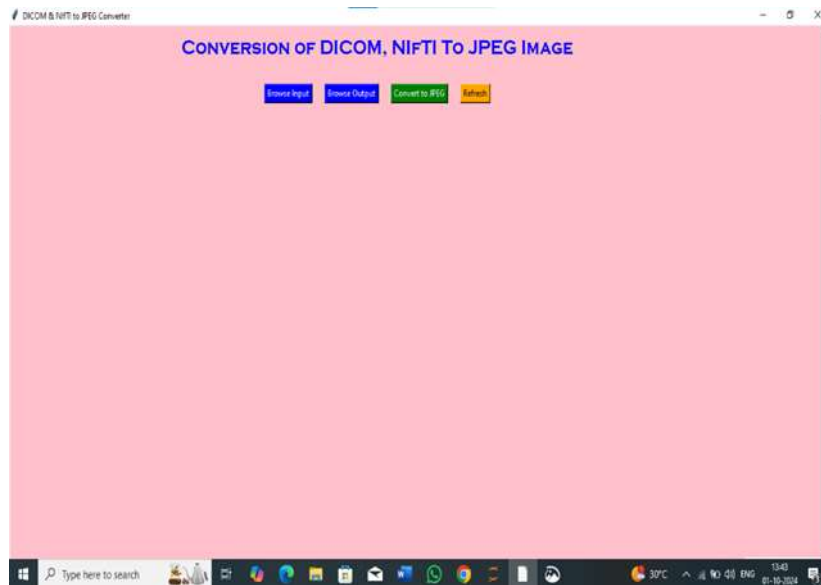 DICOM & NIfTI to JPEG Converter
CONVERSION OF DICOM, NIFTI TO JPEG IMAGE
Browse Input Browse Output Convert to JPEG Refresh
Type here to search 30°C ENG 13:43
01-10-2024